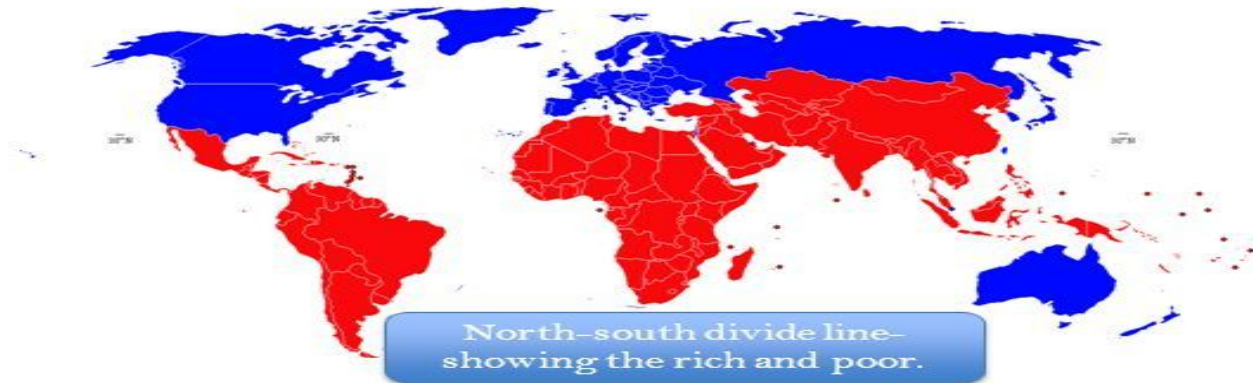 North-south divide line-
showing the rich and poor.